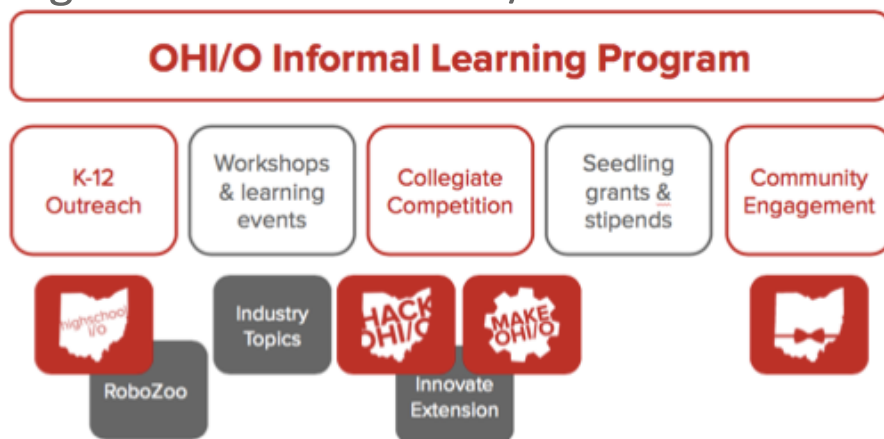 OHI/O Informal Learning Program
K-12
Outreach
Workshops
& learning
events
Collegiate
Competition
Seedling
grants &
stipends
Community
Engagement
highschool
i/o
Industry
Topics
HACK
OHI/O
MAKE
OHI/O
RoboZoo
Innovate
Extension